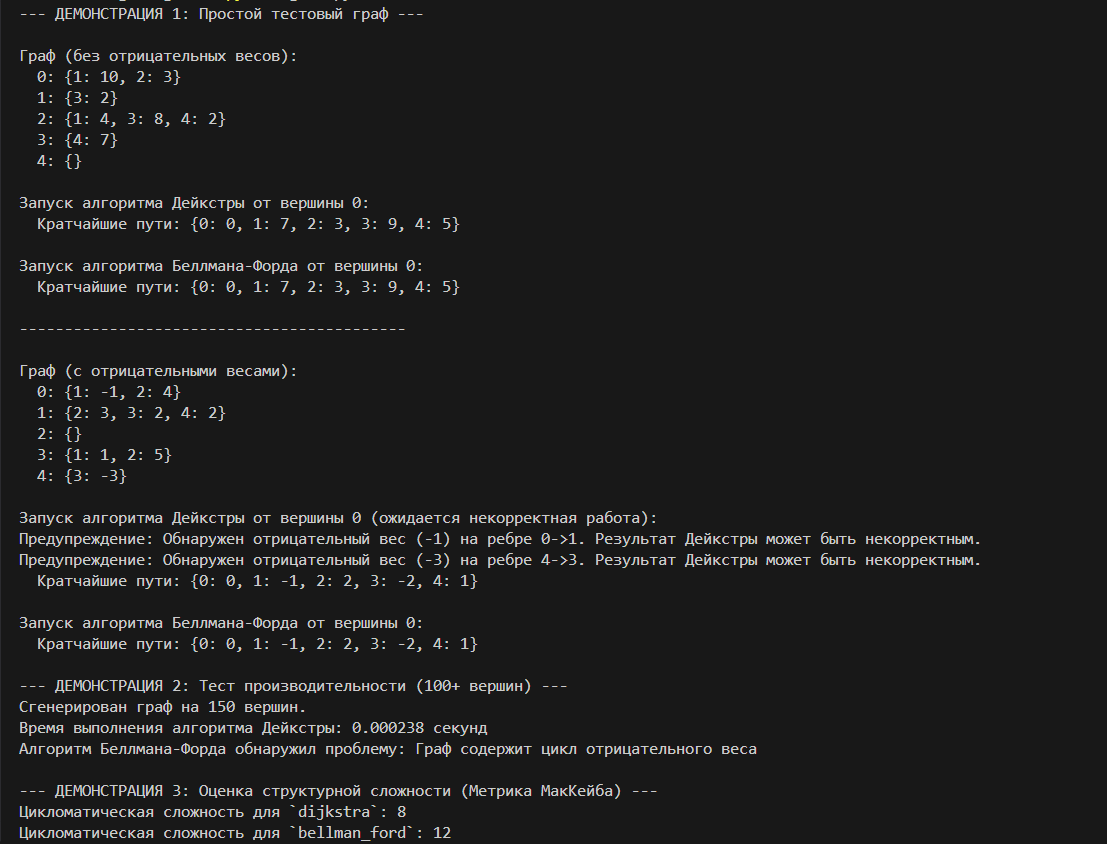 --- ДЕМОНСТРАЦИЯ 1: Простой тестовый граф ---
Граф (без отрицательных весов):
  0: {1: 10, 2: 3}
  1: {3: 2}
  2: {1: 4, 3: 8, 4: 2}
  3: {4: 7}
  4: {}
Запуск алгоритма Дейкстры от вершины 0:
  Кратчайшие пути: {0: 0, 1: 7, 2: 3, 3: 9, 4: 5}
Запуск алгоритма Беллмана-Форда от вершины 0:
  Кратчайшие пути: {0: 0, 1: 7, 2: 3, 3: 9, 4: 5}
-------------------------------------------
Граф (с отрицательными весами):
  0: {1: -1, 2: 4}
  1: {2: 3, 3: 2, 4: 2}
  2: {}
  3: {1: 1, 2: 5}
  4: {3: -3}
Запуск алгоритма Дейкстры от вершины 0 (ожидается некорректная работа):
Предупреждение: Обнаружен отрицательный вес (-1) на ребре 0->1. Результат Дейкстры может быть некорректным.
Предупреждение: Обнаружен отрицательный вес (-3) на ребре 4->3. Результат Дейкстры может быть некорректным.
  Кратчайшие пути: {0: 0, 1: -1, 2: 2, 3: -2, 4: 1}
Запуск алгоритма Беллмана-Форда от вершины 0:
  Кратчайшие пути: {0: 0, 1: -1, 2: 2, 3: -2, 4: 1}
--- ДЕМОНСТРАЦИЯ 2: Тест производительности (100+ вершин) ---
Сгенерирован граф на 150 вершин.
Время выполнения алгоритма Дейкстры: 0.000238 секунд
Алгоритм Беллмана-Форда обнаружил проблему: Граф содержит цикл отрицательного веса
--- ДЕМОНСТРАЦИЯ 3: Оценка структурной сложности (Метрика МакКейба) ---
Цикломатическая сложность для `dijkstra`: 8
Цикломатическая сложность для `bellman_ford`: 12